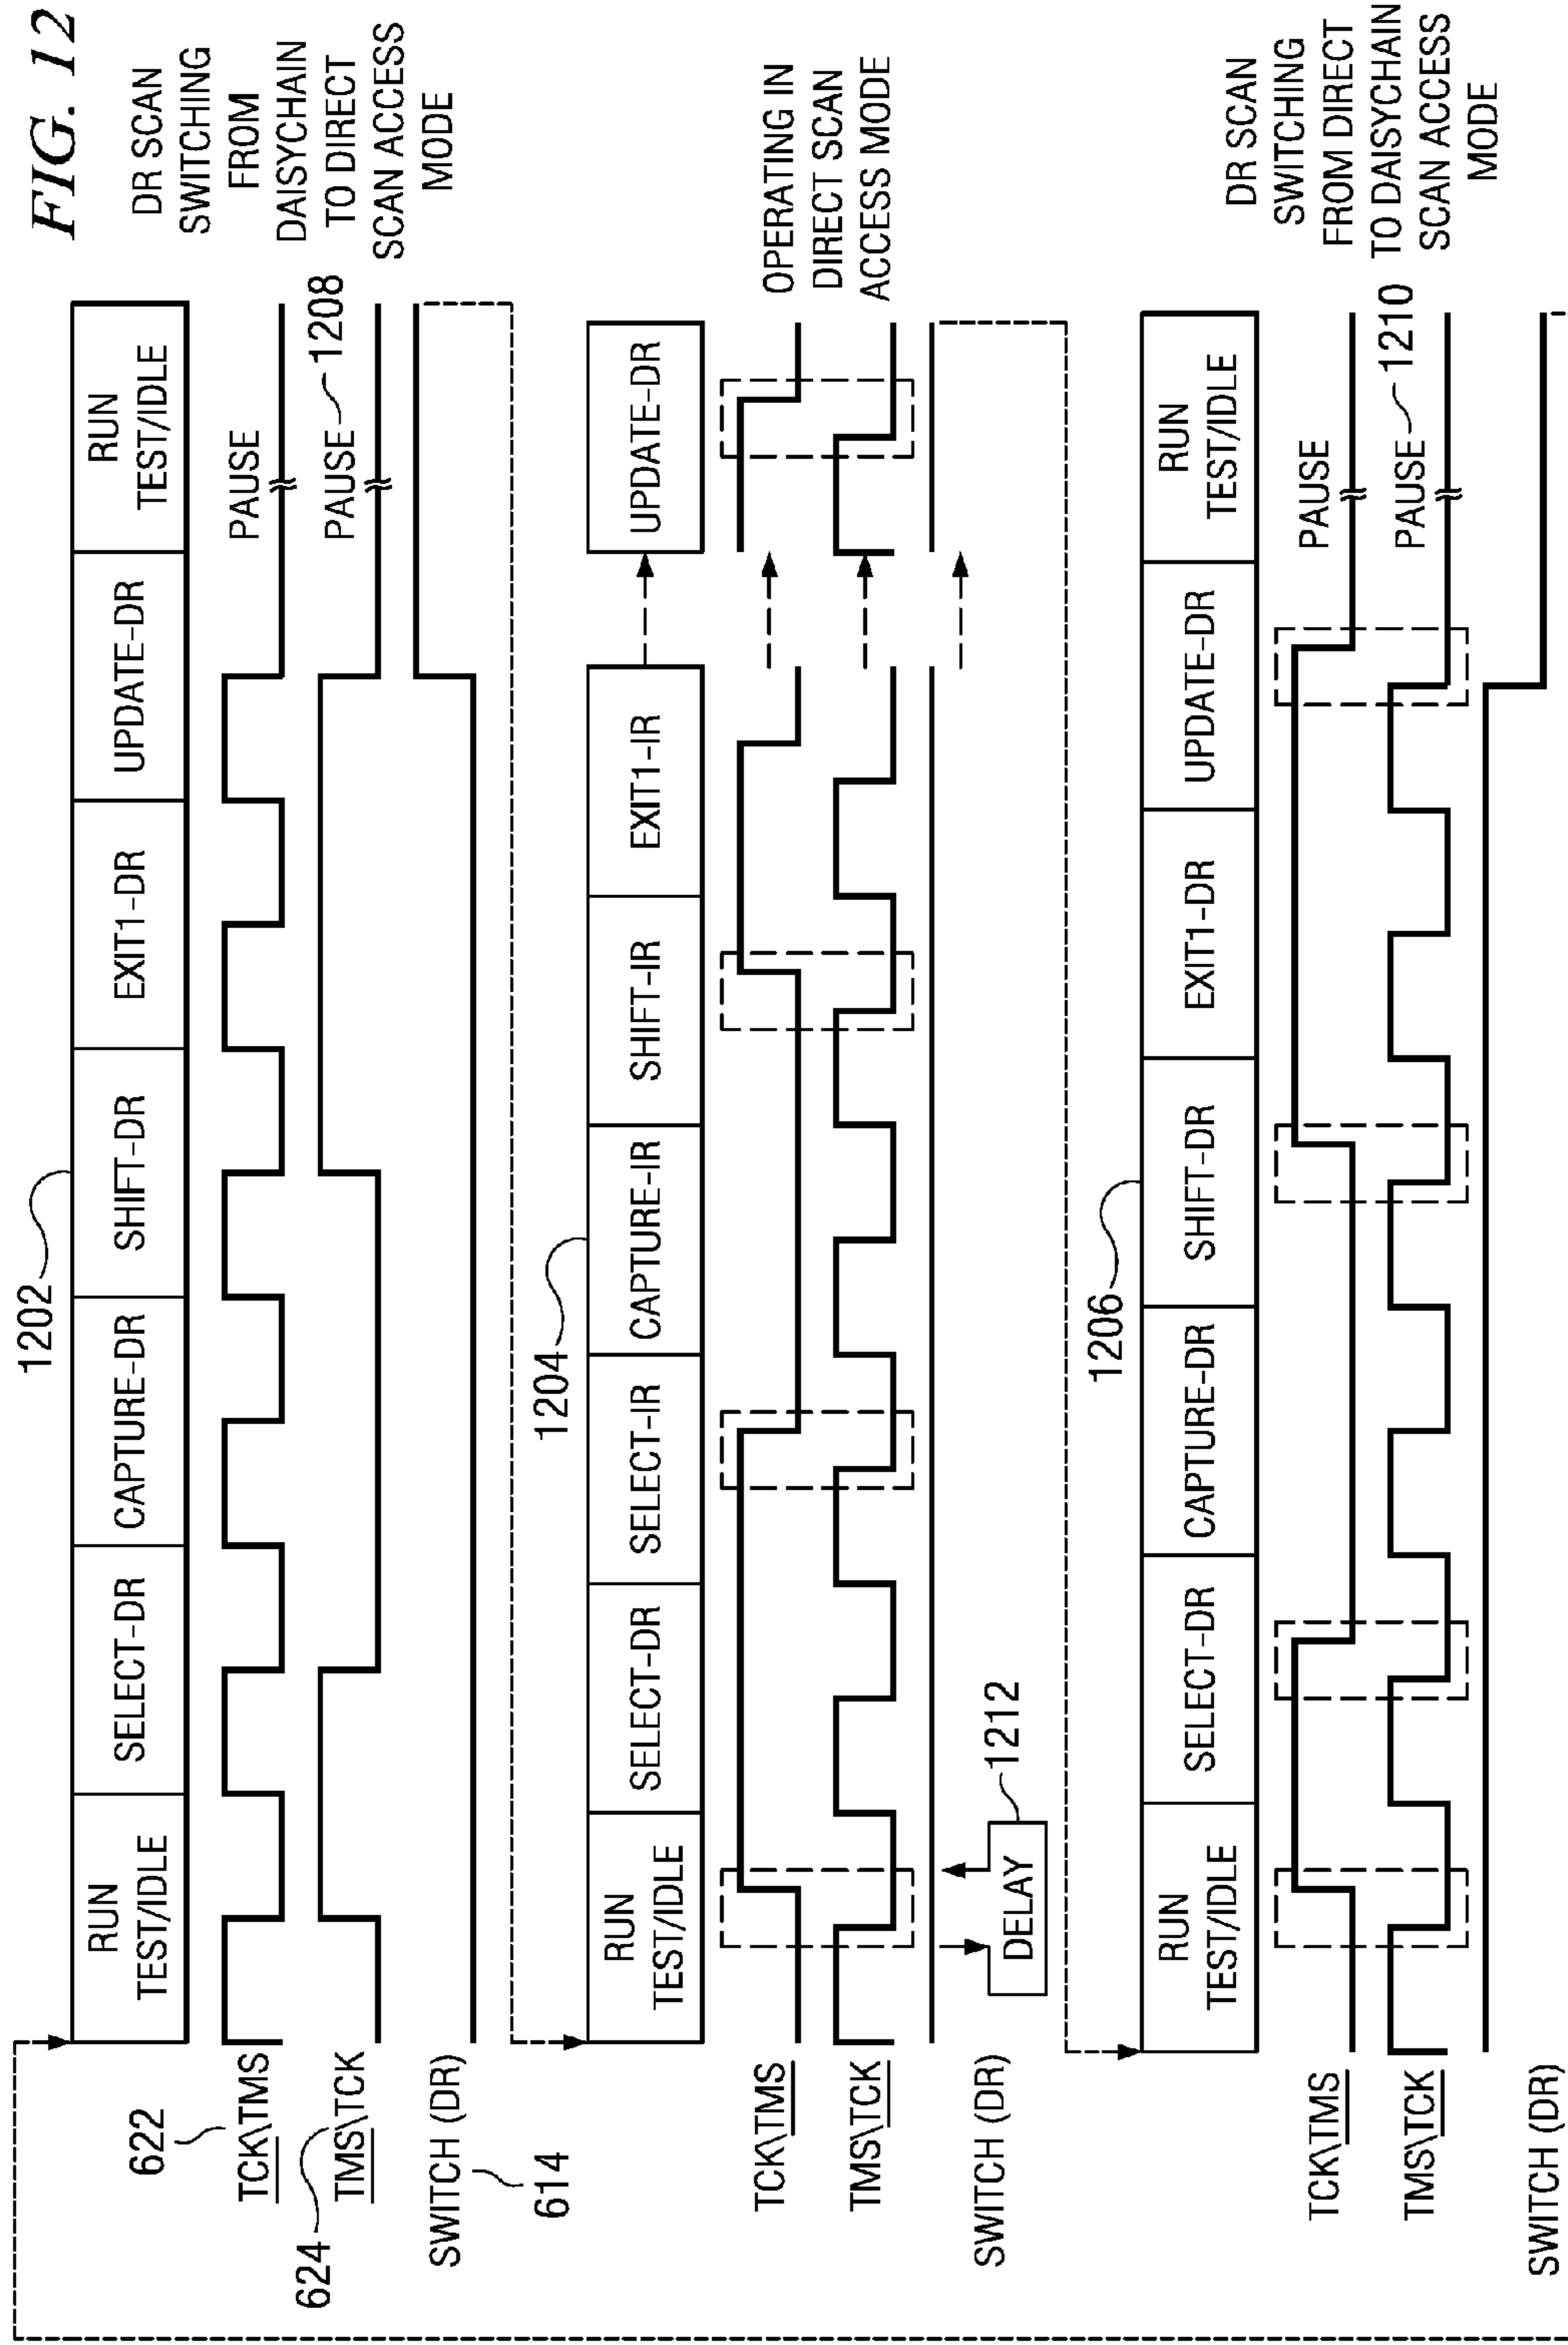 FIG. 12
1202
RUN
TEST/IDLE
SELECT-DR
CAPTURE-DR
SHIFT-DR
EXIT1-DR
UPDATE-DR
RUN
TEST/IDLE
DR SCAN
SWITCHING
FROM
DAISYCHAIN
TO DIRECT
SCAN ACCESS
MODE
622
TCK\TMS
PAUSE
624
TMS\TCK
PAUSE
1208
SWITCH (DR)
614
1204
RUN
TEST/IDLE
SELECT-DR
SELECT-IR
CAPTURE-IR
SHIFT-IR
EXIT1-IR
UPDATE-DR
OPERATING IN
DIRECT SCAN
ACCESS MODE
TCK\TMS
TMS\TCK
SWITCH (DR)
DELAY
1212
1206
RUN
TEST/IDLE
SELECT-DR
CAPTURE-DR
SHIFT-DR
EXIT1-DR
UPDATE-DR
RUN
TEST/IDLE
DR SCAN
SWITCHING
FROM DIRECT
TO DAISYCHAIN
SCAN ACCESS
MODE
TCK\TMS
PAUSE
TMS\TCK
PAUSE
1210
SWITCH (DR)